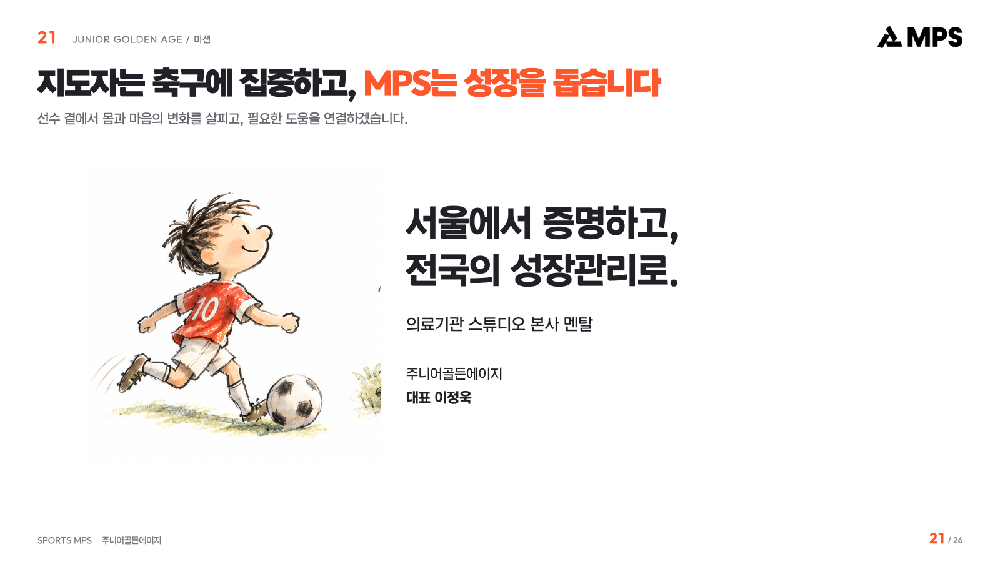 21 JUNIOR GOLDEN AGE / 미션
MPS
지도자는 축구에 집중하고, MPS는 성장을 돕습니다
선수 곁에서 몸과 마음의 변화를 살피고, 필요한 도움을 연결하겠습니다.
10
서울에서 증명하고,
전국의 성장관리로.
의료기관 스튜디오 본사 멘탈
주니어골든에이지
대표 이정욱
SPORTS MPS 주니어골든에이지
21 / 26